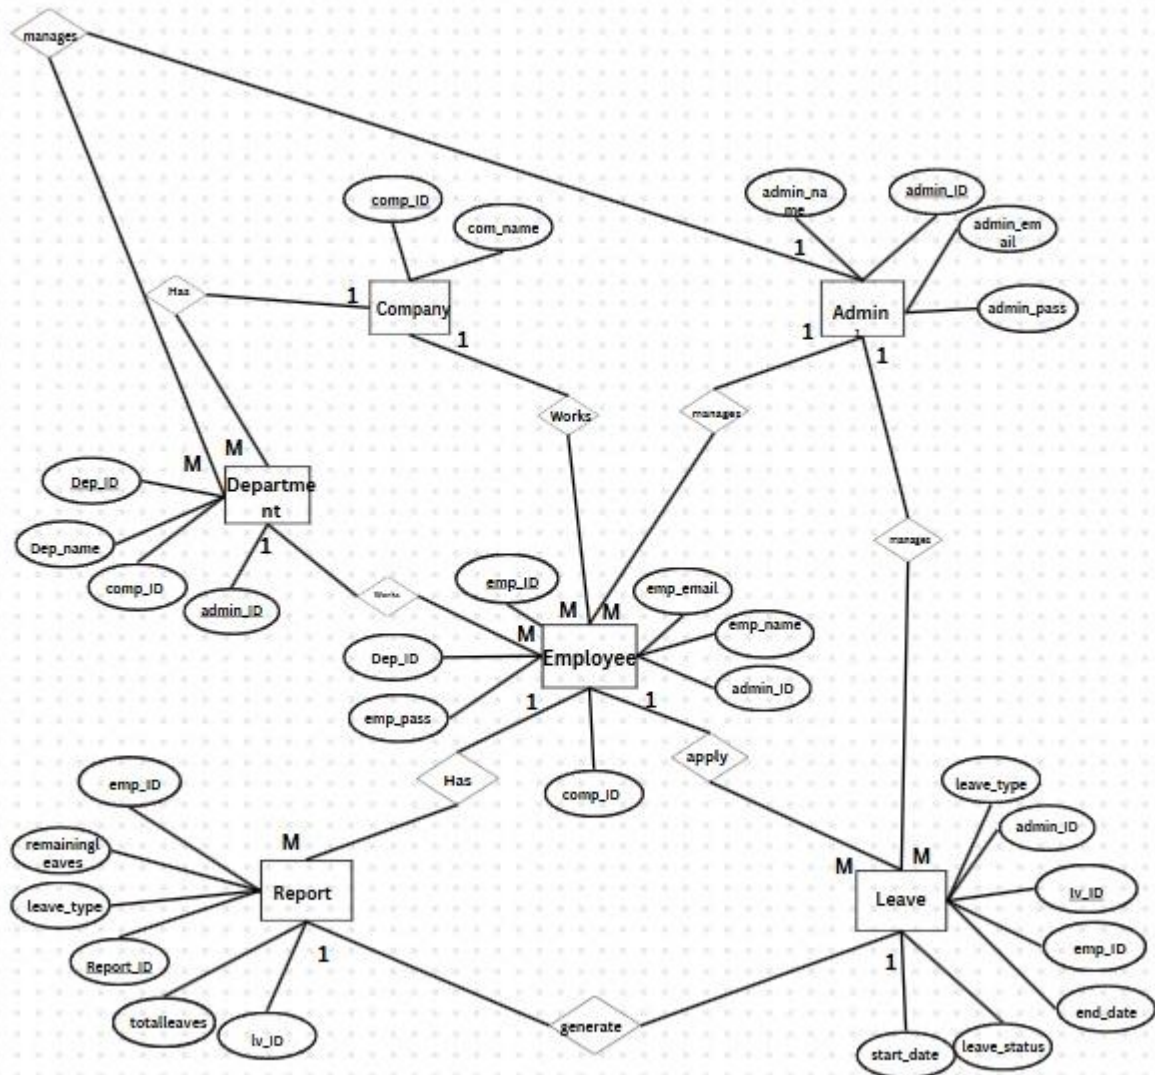 manages
comp_ID
com_name
admin_na
me
admin_ID
admin_em
ail
admin_pass
1
Has
1
Company
Admin
1
1
1
1
Works
manages
M
M
Dep_ID
Departme
nt
Dep_name
1
manages
comp_ID
admin_ID
Works
emp_ID
emp_email
M
M
emp_name
M
Dep_ID
Employee
admin_ID
emp_pass
1
1
Has
apply
comp_ID
emp_ID
leave_type
remainingl
eaves
M
M
M
admin_ID
leave_type
Report
Leave
lv_ID
Report_ID
1
1
emp_ID
totalleaves
lv_ID
generate
end_date
start_date
leave_status